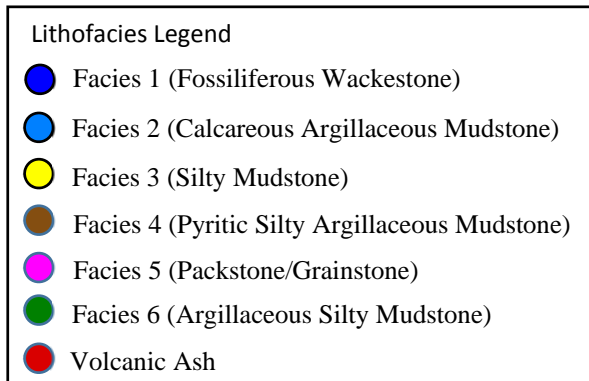 Lithofacies Legend
Facies 1 (Fossiliferous Wackestone)
Facies 2 (Calcareous Argillaceous Mudstone)
Facies 3 (Silty Mudstone)
Facies 4 (Pyritic Silty Argillaceous Mudstone)
Facies 5 (Packstone/Grainstone)
Facies 6 (Argillaceous Silty Mudstone)
Volcanic Ash